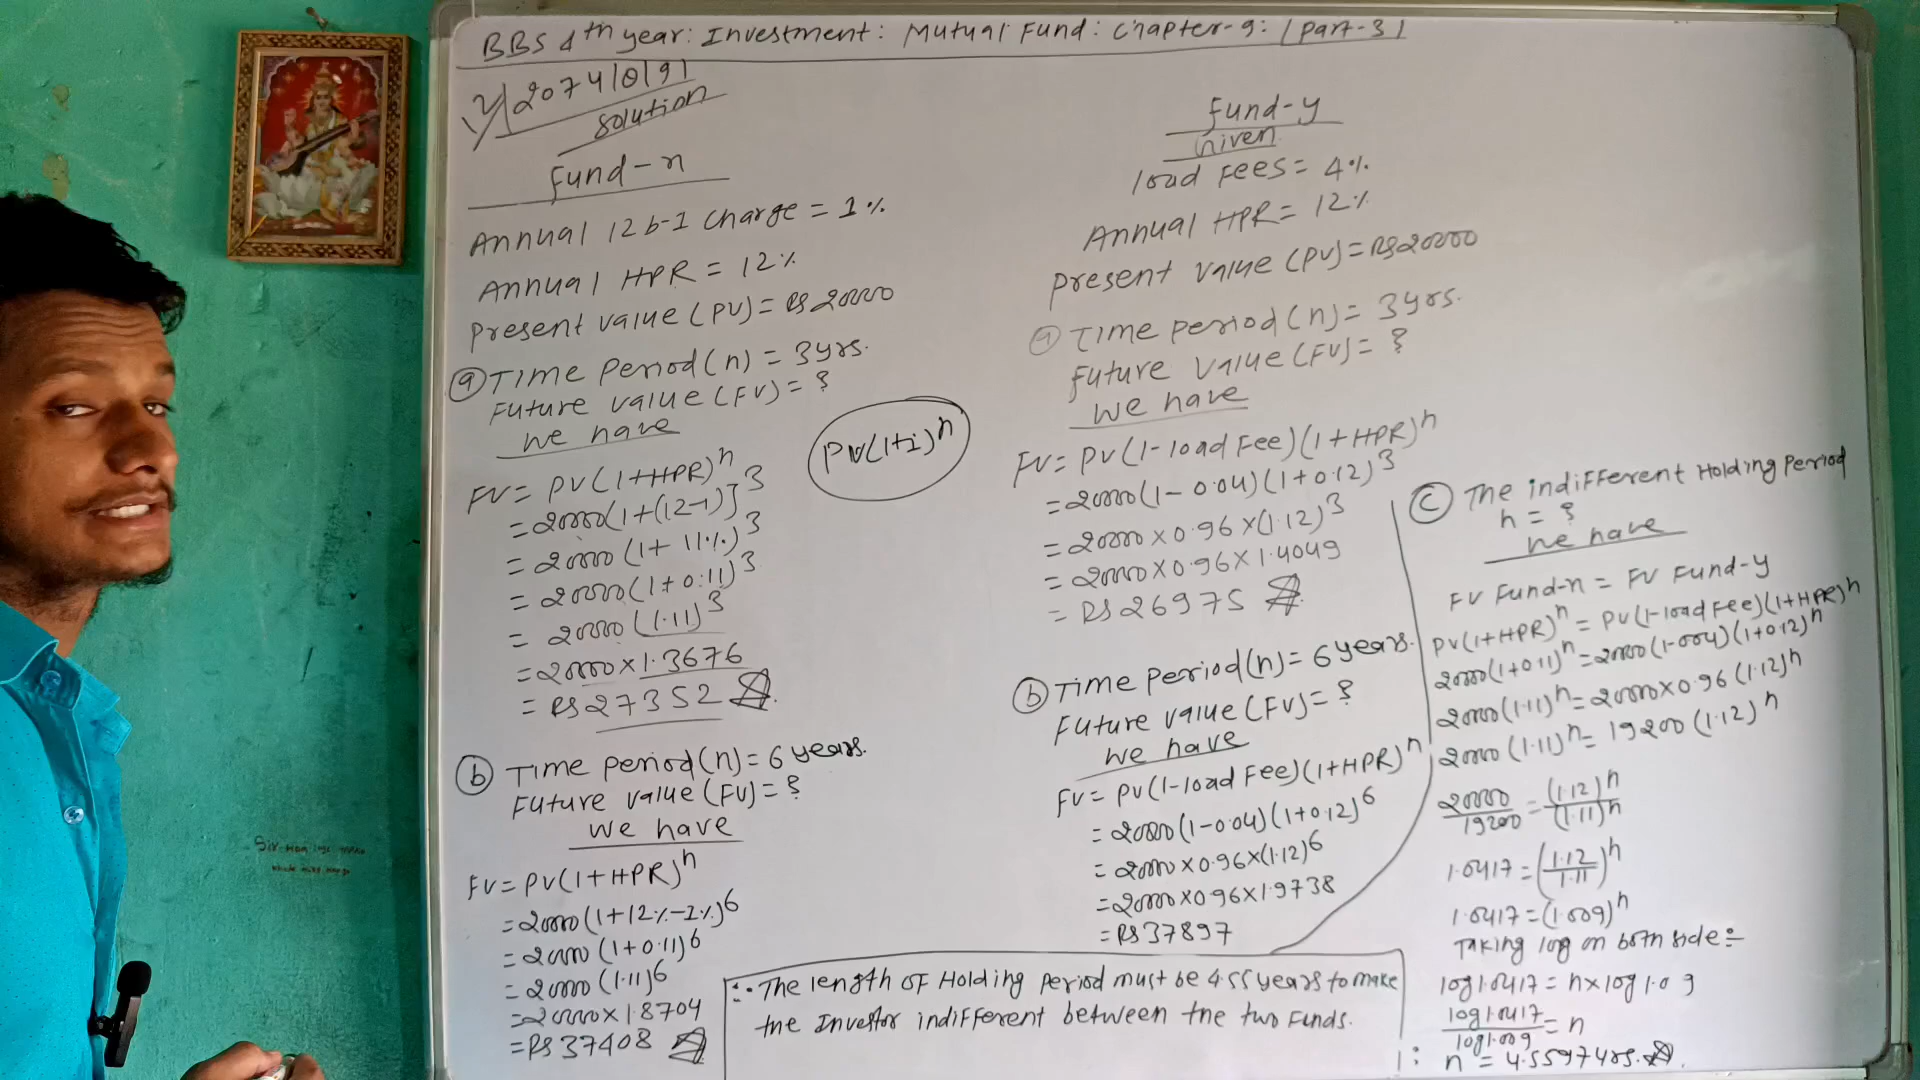 BBS 4th year: Investment: Mutual Fund: Chapter-9: (Part-3)
2074|Q|9|
Solution
Fund-x
Annual 12b-1 charge = 1%
Annual HPR = 12%
Present value (PV) = Rs 20000
(a) Time Period (n) = 3yrs.
Future value (FV) = ?
We have
FV = PV(1+HPR)^n
= 20000[1+(12-1)]^3
= 20000 (1+ 11%)^3
= 20000 (1+0.11)^3
= 20000 (1.11)^3
= 20000 x 1.3676
= Rs 27352
(b) Time Period (n) = 6 years.
Future value (FV) = ?
We have
FV = PV(1+HPR)^n
= 20000 (1+12%-1%)^6
= 20000 (1+0.11)^6
= 20000 (1.11)^6
= 20000 x 1.8704
= Rs 37408
PV(1+i)^n
Fund-y
Given
load Fees = 4%
Annual HPR = 12%
Present value (PV) = Rs 20000
(a) Time Period (n) = 3yrs.
Future value (FV) = ?
We have
FV = PV(1-load Fee)(1+HPR)^n
= 20000(1-0.04)(1+0.12)^3
= 20000 x 0.96 x (1.12)^3
= 20000 x 0.96 x 1.4049
= Rs 26975
(b) Time Period (n) = 6 years.
Future value (FV) = ?
We have
FV = PV(1-load Fee)(1+HPR)^n
= 20000(1-0.04)(1+0.12)^6
= 20000 x 0.96 x (1.12)^6
= 20000 x 0.96 x 1.9738
= Rs 37897
(c) The indifferent Holding Period
n = ?
We have
FV Fund-x = FV Fund-y
PV(1+HPR)^n = PV(1-load Fee)(1+HPR)^n
20000(1+0.11)^n = 20000(1-0.04)(1+0.12)^n
20000(1.11)^n = 20000 x 0.96 (1.12)^n
20000 (1.11)^n = 19200 (1.12)^n
20000/19200 = (1.12)^n/(1.11)^n
1.0417 = (1.12/1.11)^n
1.0417 = (1.009)^n
Taking log on both side:-
log1.0417 = n x log1.09
log1.0417/log1.009 = n
∴ n = 4.5597yrs.
∴ The length of Holding Period must be 4.55 years to make
the Investor indifferent between the two Funds.